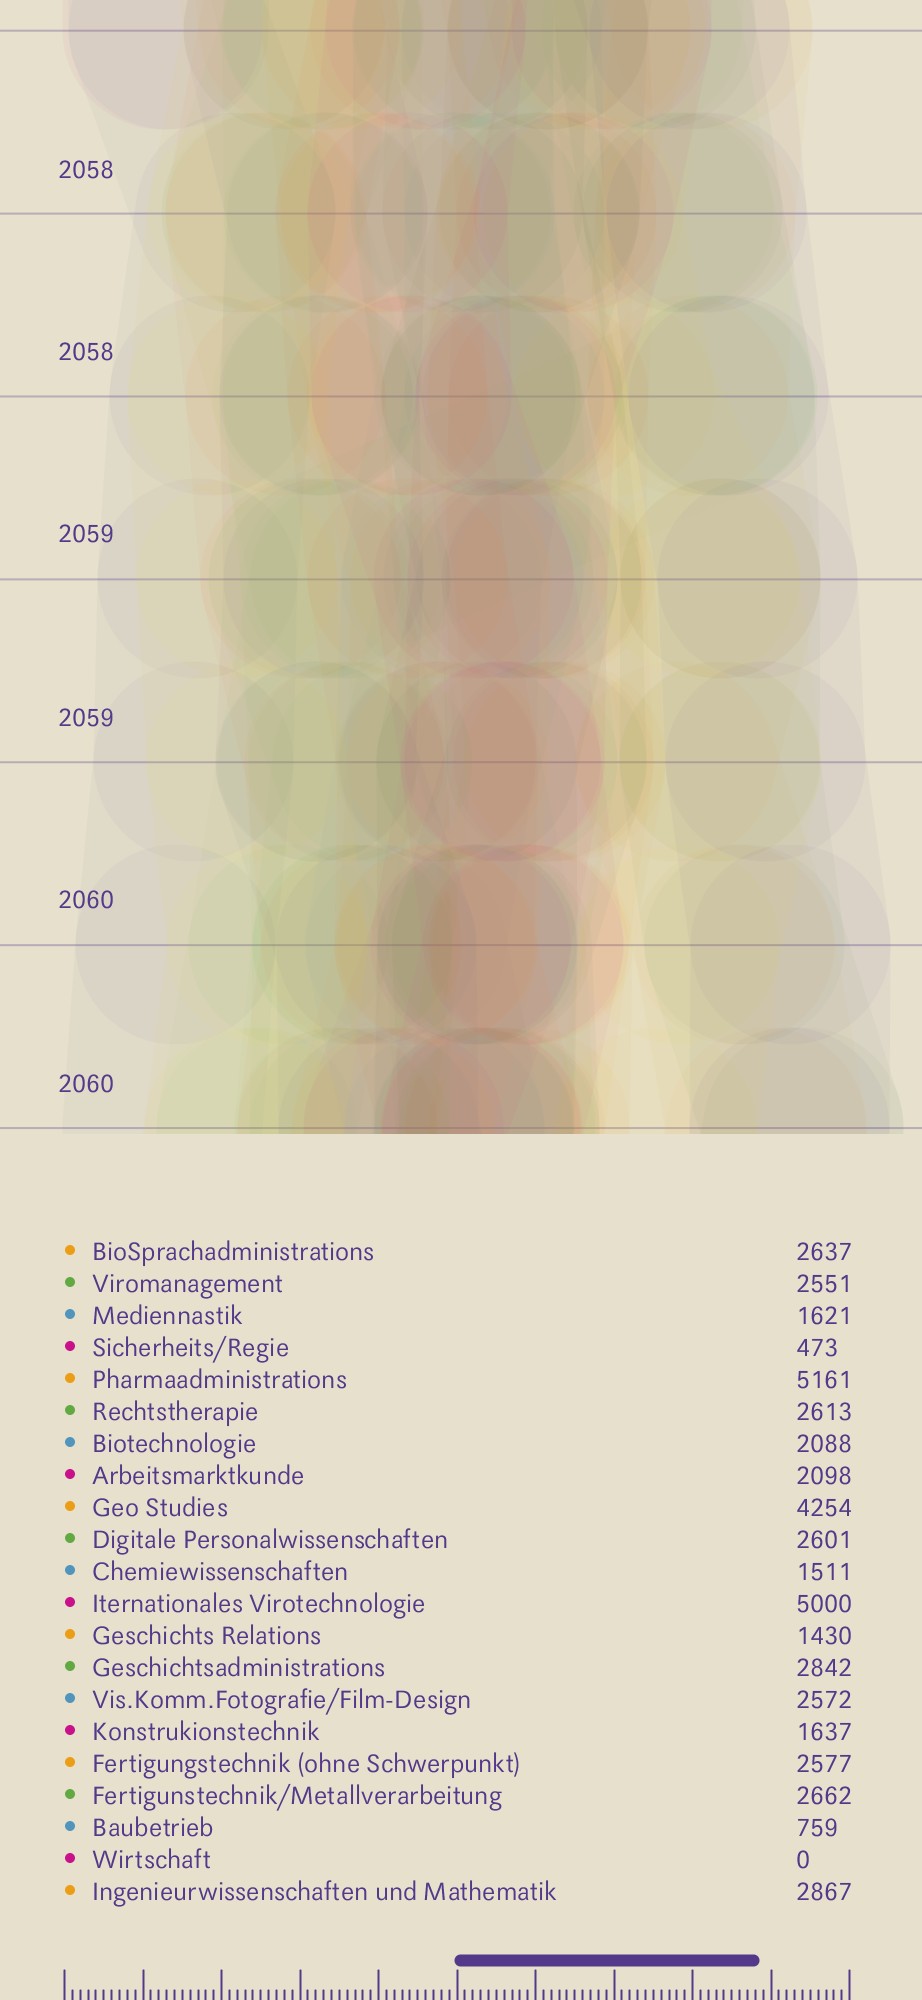 2058
2058
2059
2059
2060
2060
BioSprachadministrations 2637
Viromanagement 2551
Mediennastik 1621
Sicherheits/Regie 473
Pharmaadministrations 5161
Rechtstherapie 2613
Biotechnologie 2088
Arbeitsmarktkunde 2098
Geo Studies 4254
Digitale Personalwissenschaften 2601
Chemiewissenschaften 1511
Iternationales Virotechnologie 5000
Geschichts Relations 1430
Geschichtsadministrations 2842
Vis.Komm.Fotografie/Film-Design 2572
Konstrukionstechnik 1637
Fertigungstechnik (ohne Schwerpunkt) 2577
Fertigunstechnik/Metallverarbeitung 2662
Baubetrieb 759
Wirtschaft 0
Ingenieurwissenschaften und Mathematik 2867